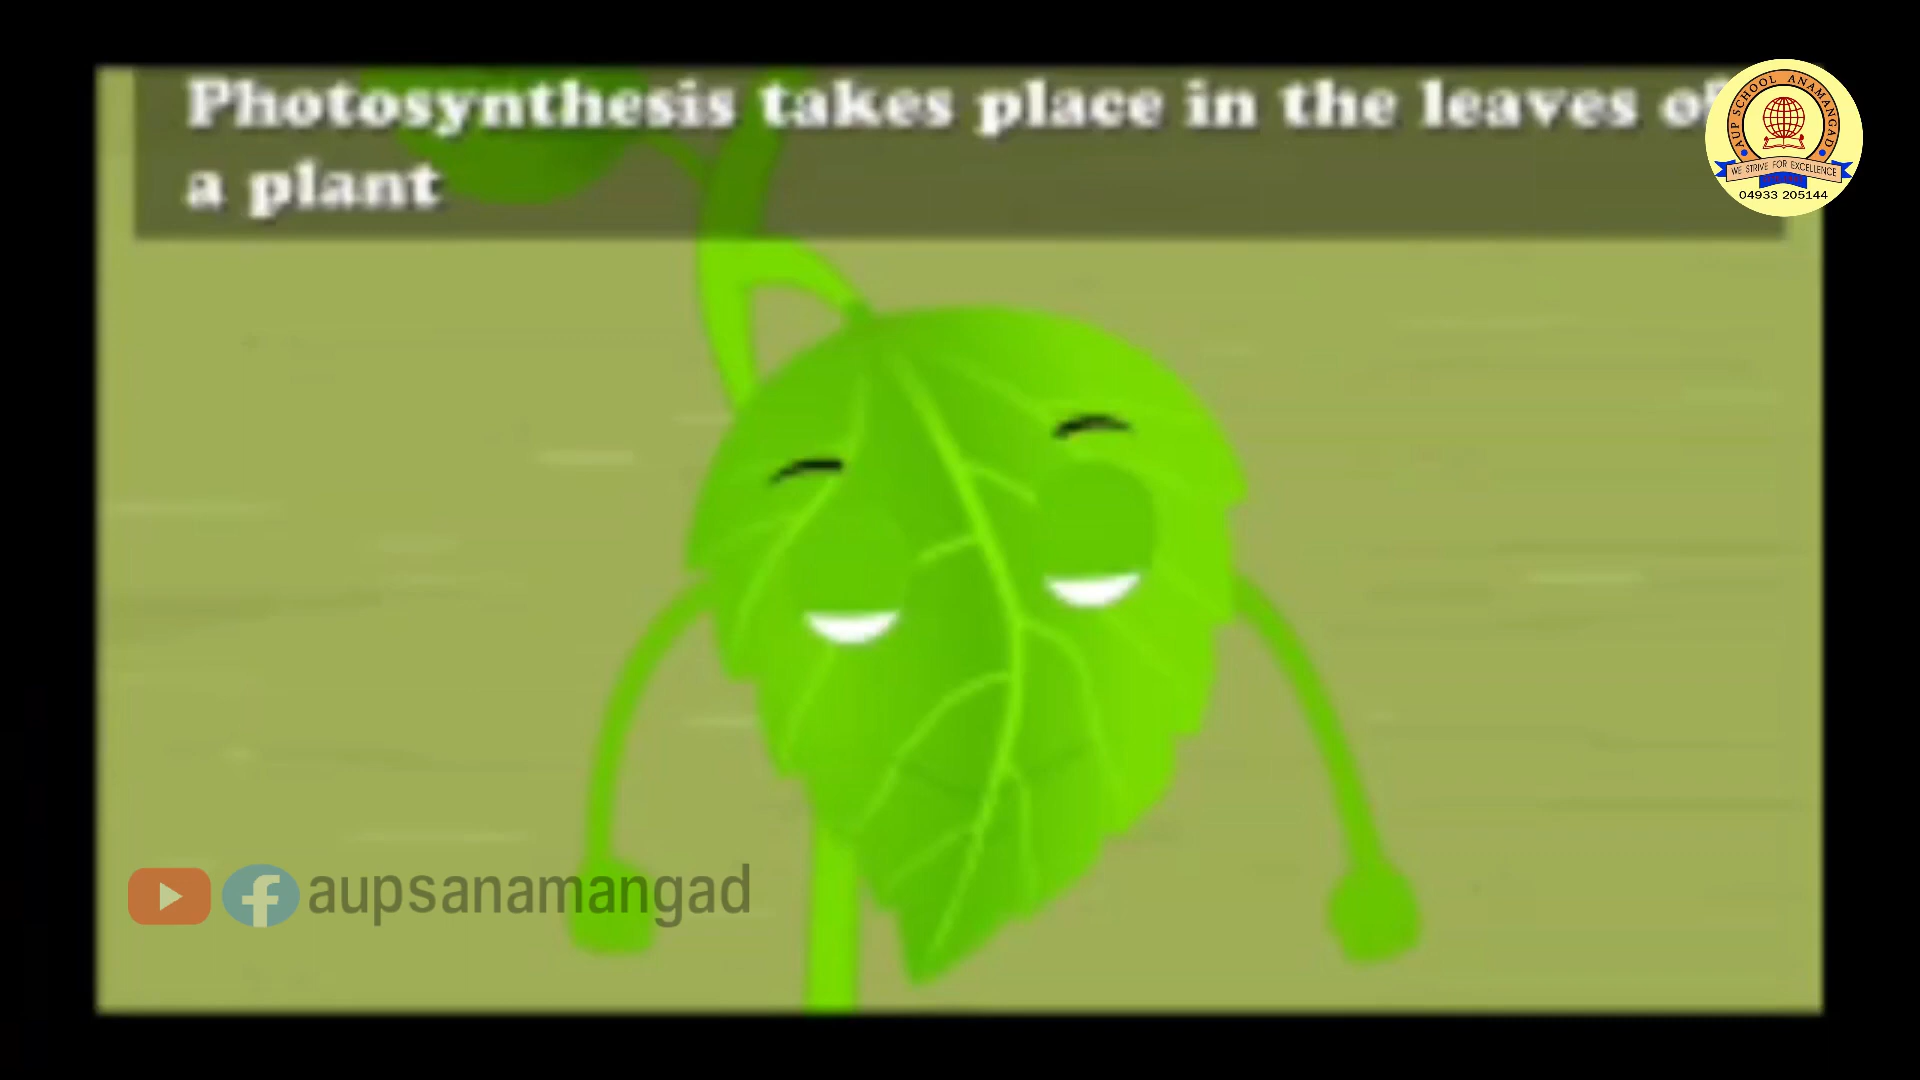 Photosynthesis takes place in the leaves of
a plant
AUP SCHOOL ANAMANGAD
WE STRIVE FOR EXCELLENCE
04933 205144
aupsanamangad